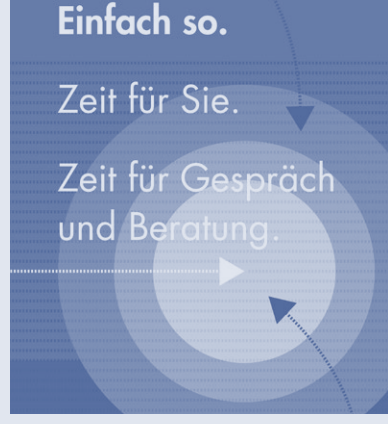 Einfach so.
Zeit für Sie.
Zeit für Gespräch
und Beratung.